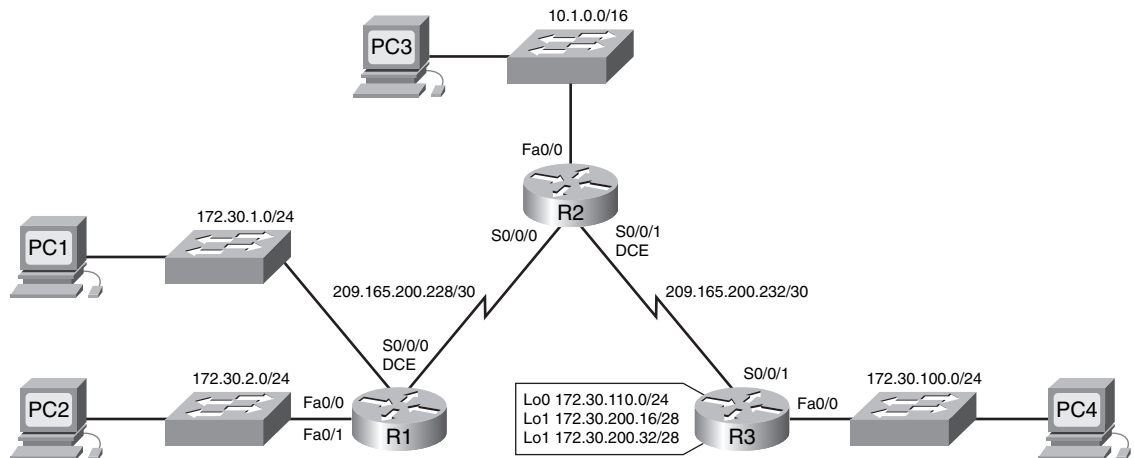 10.1.0.0/16
PC3
Fa0/0
R2
S0/0/0
S0/0/1
DCE
172.30.1.0/24
PC1
209.165.200.228/30
209.165.200.232/30
S0/0/0
DCE
172.30.2.0/24
PC2
Fa0/0
Fa0/1
R1
Lo0 172.30.110.0/24
Lo1 172.30.200.16/28
Lo1 172.30.200.32/28
S0/0/1
R3
Fa0/0
172.30.100.0/24
PC4